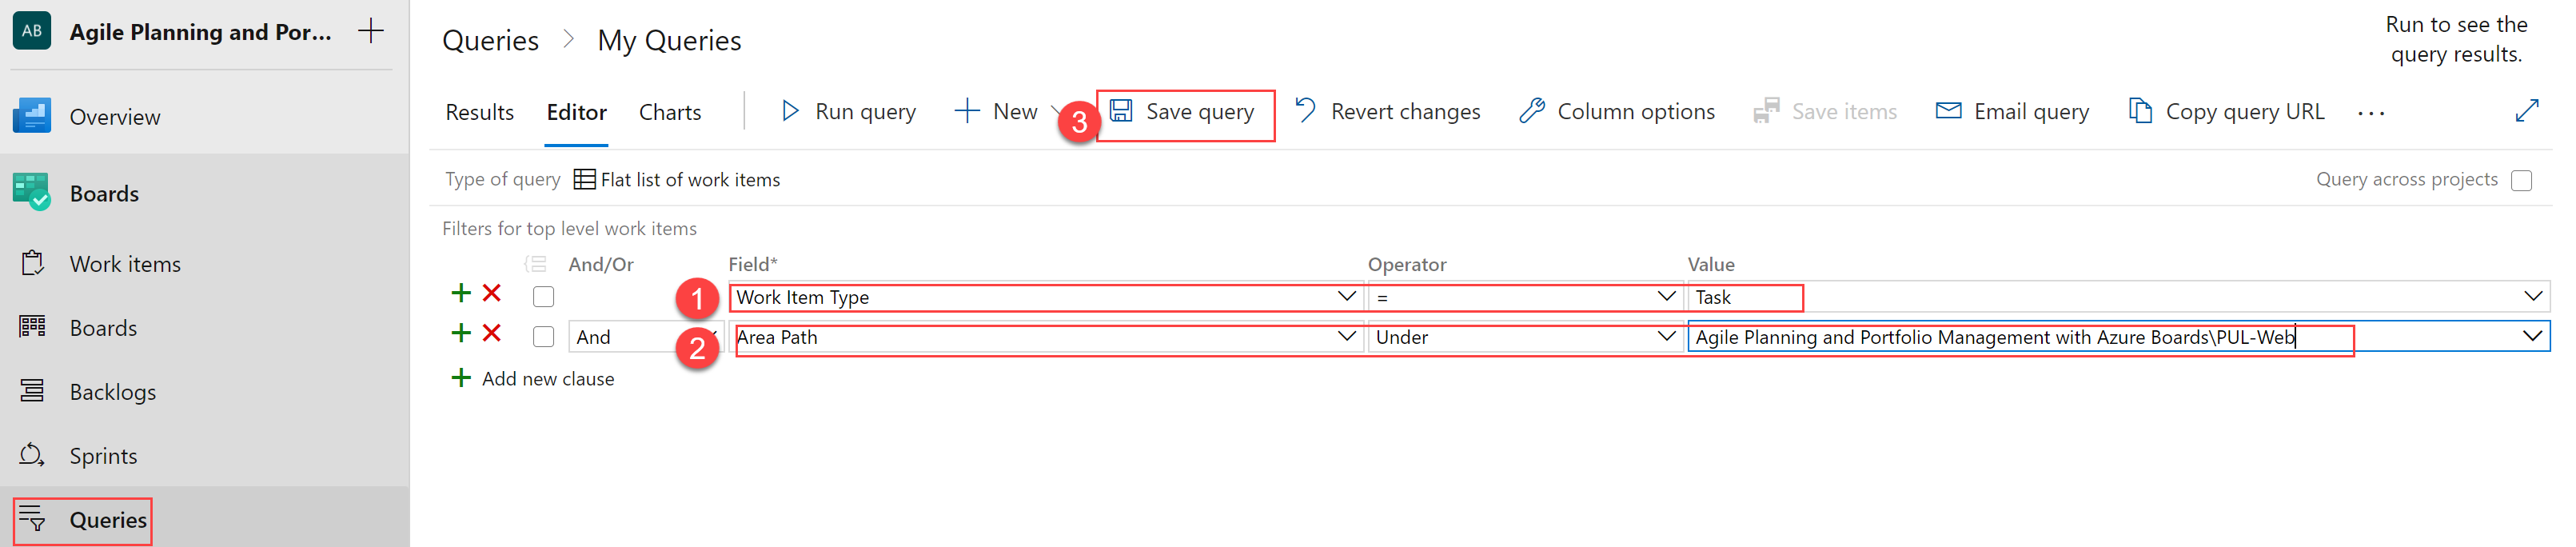 AB Agile Planning and Por...
Overview
Boards
Work items
Boards
Backlogs
Sprints
Queries
Queries > My Queries
Run to see the
query results.
Results Editor Charts Run query New 3 Save query Revert changes Column options Save items Email query Copy query URL ...
Type of query Flat list of work items Query across projects
Filters for top level work items
And/Or Field* Operator Value
1 Work Item Type = Task
And 2 Area Path Under Agile Planning and Portfolio Management with Azure Boards\PUL-Web
Add new clause